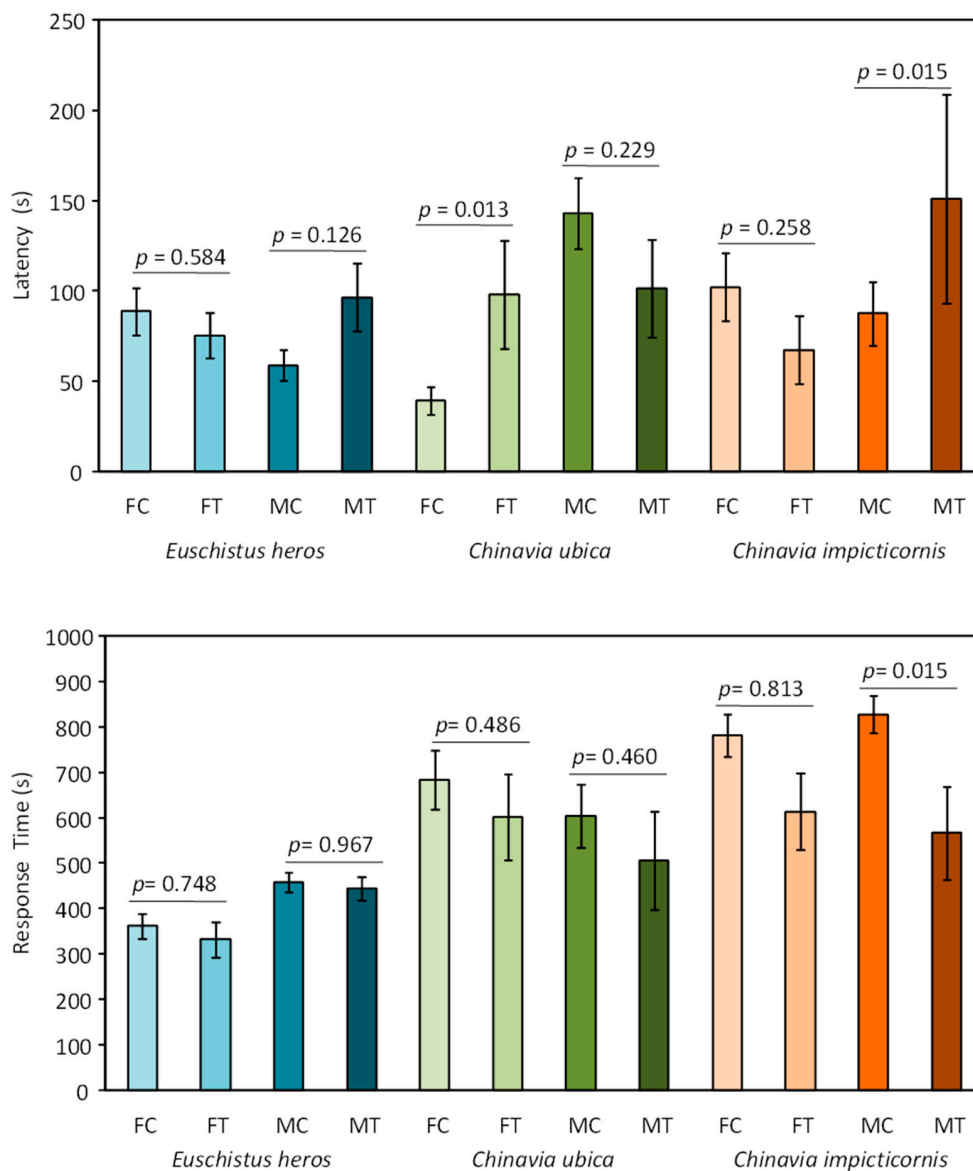 250
200
150
100
50
0
Latency (s)
p = 0.584
p = 0.126
p = 0.013
p = 0.229
p = 0.258
p = 0.015
FC FT MC MT FC FT MC MT FC FT MC MT
Euschistus heros Chinavia ubica Chinavia impicticornis
1000
900
800
700
600
500
400
300
200
100
0
Response Time (s)
p= 0.748
p= 0.967
p= 0.486
p= 0.460
p= 0.813
p= 0.015
FC FT MC MT FC FT MC MT FC FT MC MT
Euschistus heros Chinavia ubica Chinavia impicticornis